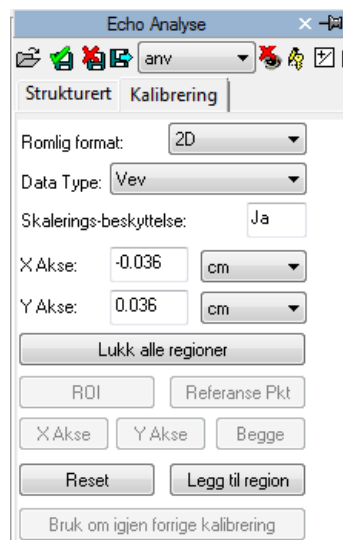 Echo Analyse
anv
Strukturert Kalibrering
Romlig format: 2D
Data Type: Vev
Skalerings-beskyttelse: Ja
X Akse: -0.036 cm
Y Akse: 0.036 cm
Lukk alle regioner
ROI Referanse Pkt
X Akse Y Akse Begge
Reset Legg til region
Bruk om igjen forrige kalibrering